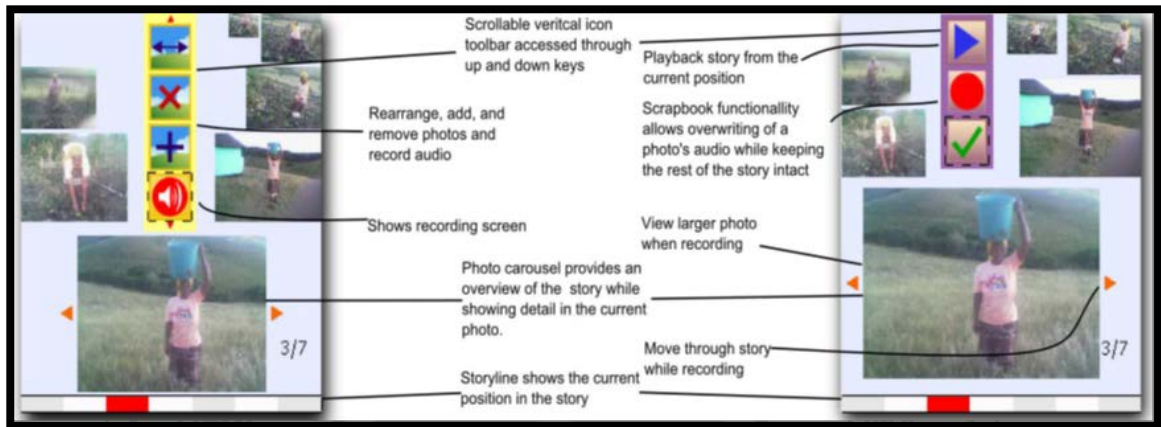 Scrollable veritcal icon
toolbar accessed through
up and down keys
Rearrange, add, and
remove photos and
record audio
Shows recording screen
Photo carousel provides an
overview of the story while
showing detail in the current
photo.
Storyline shows the current
position in the story
3/7
Playback story from the
current position
Scrapbook functionallity
allows overwriting of a
photo's audio while keeping
the rest of the story intact
View larger photo
when recording
Move through story
while recording
3/7